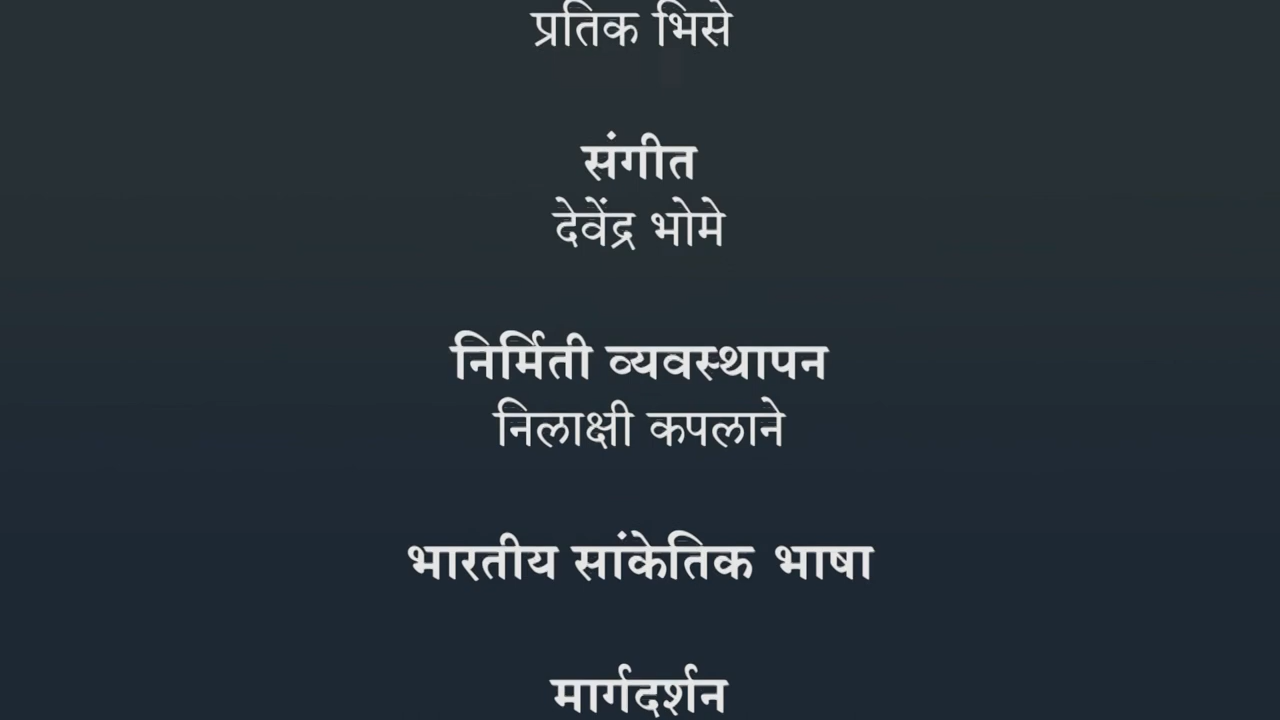 प्रतिक भिसे
संगीत
देवेंद्र भोमे
निर्मिती व्यवस्थापन
निलाक्षी कपलाने
भारतीय सांकेतिक भाषा
मार्गदर्शन